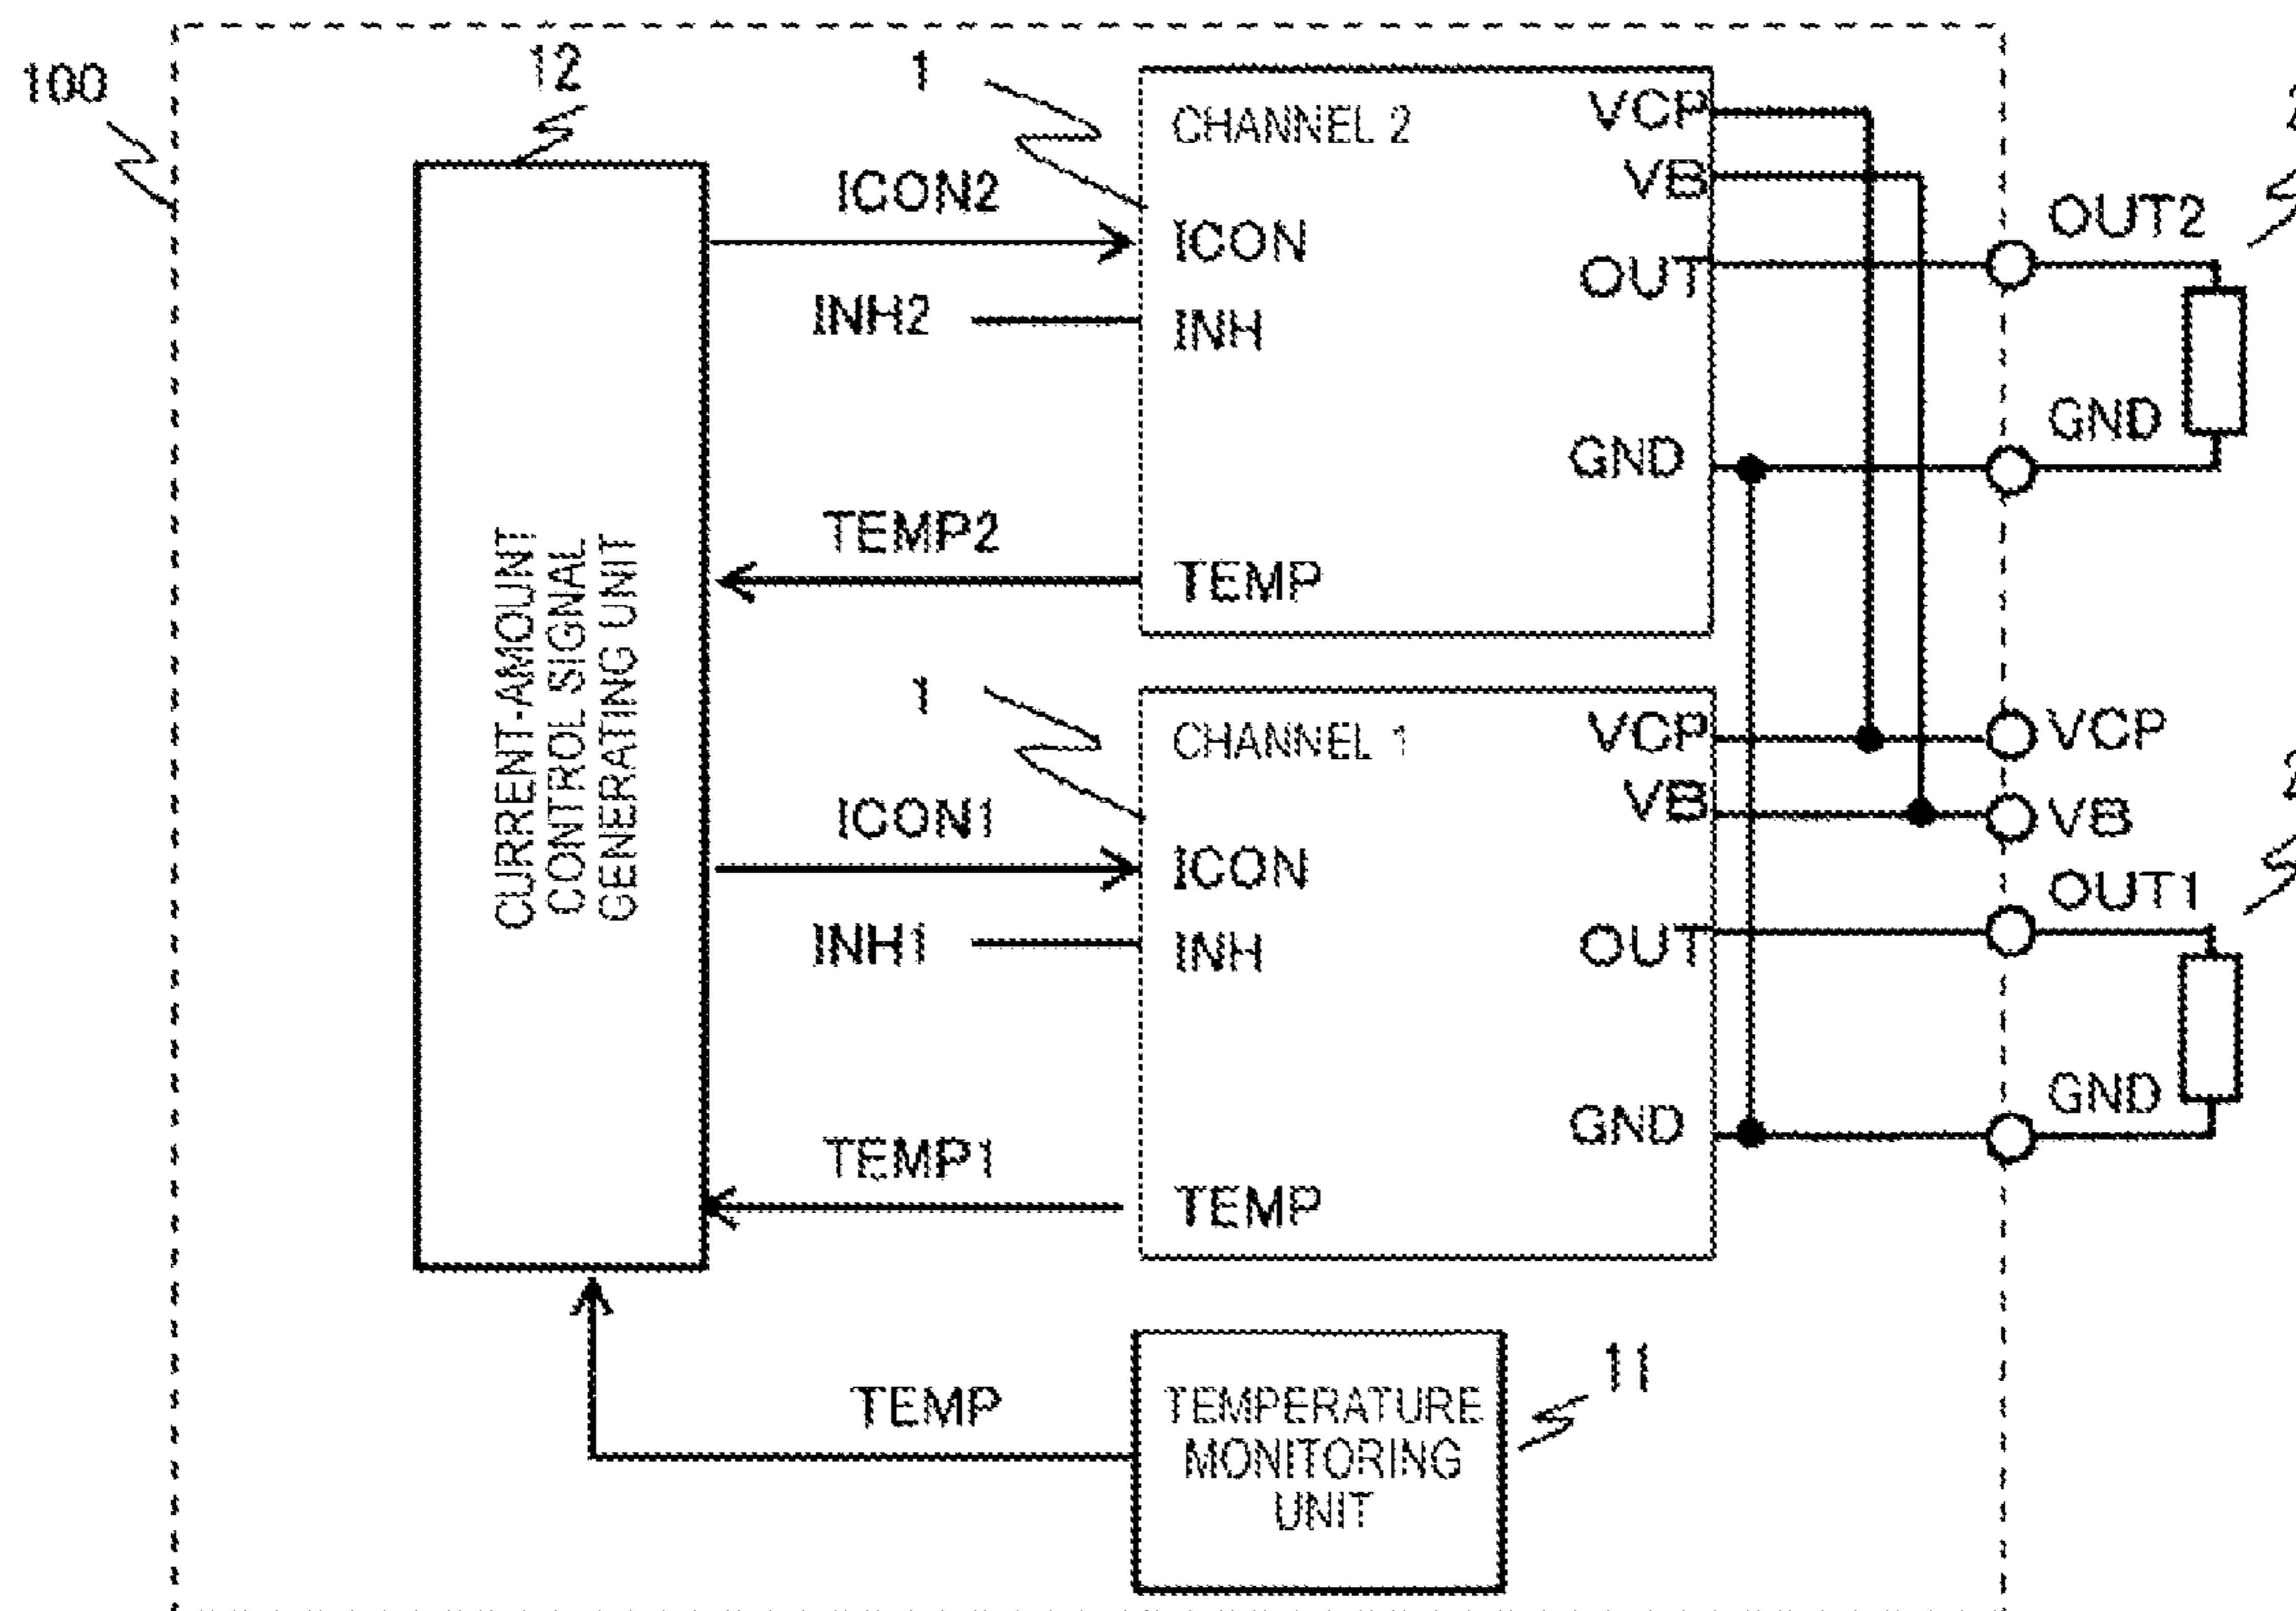 100
12
1
CHANNEL 2
VCP
VB
ICON2
ICON
OUT
OUT2
INH2
INH
GND
GND
TEMP2
TEMP
CURRENT-AMOUNT
CONTROL SIGNAL
GENERATING UNIT
1
CHANNEL 1
VCP
VCP
VB
VB
ICON1
ICON
OUT
OUT1
INH1
INH
GND
GND
TEMP1
TEMP
TEMP
TEMPERATURE
MONITORING
UNIT
11